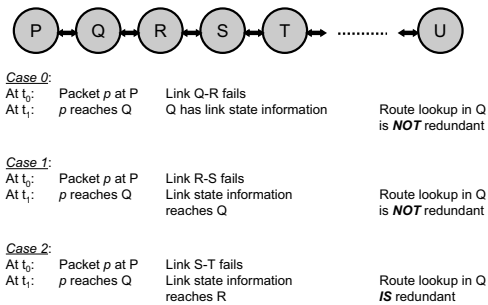 P Q R S T ............ U
Case 0:
At t0: Packet p at P Link Q-R fails
At t1: p reaches Q Q has link state information Route lookup in Q
is NOT redundant
Case 1:
At t0: Packet p at P Link R-S fails
At t1: p reaches Q Link state information Route lookup in Q
reaches Q is NOT redundant
Case 2:
At t0: Packet p at P Link S-T fails
At t1: p reaches Q Link state information Route lookup in Q
reaches R IS redundant